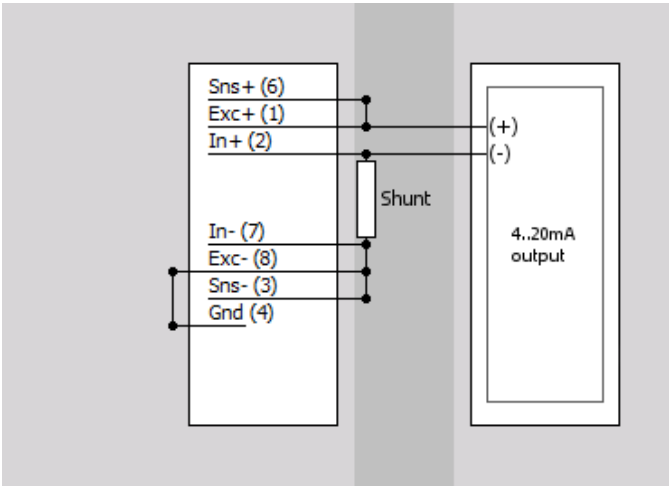 Sns+ (6)
Exc+ (1)
In+ (2)
(+)
(-)
Shunt
In- (7)
Exc- (8)
Sns- (3)
Gnd (4)
4..20mA
output